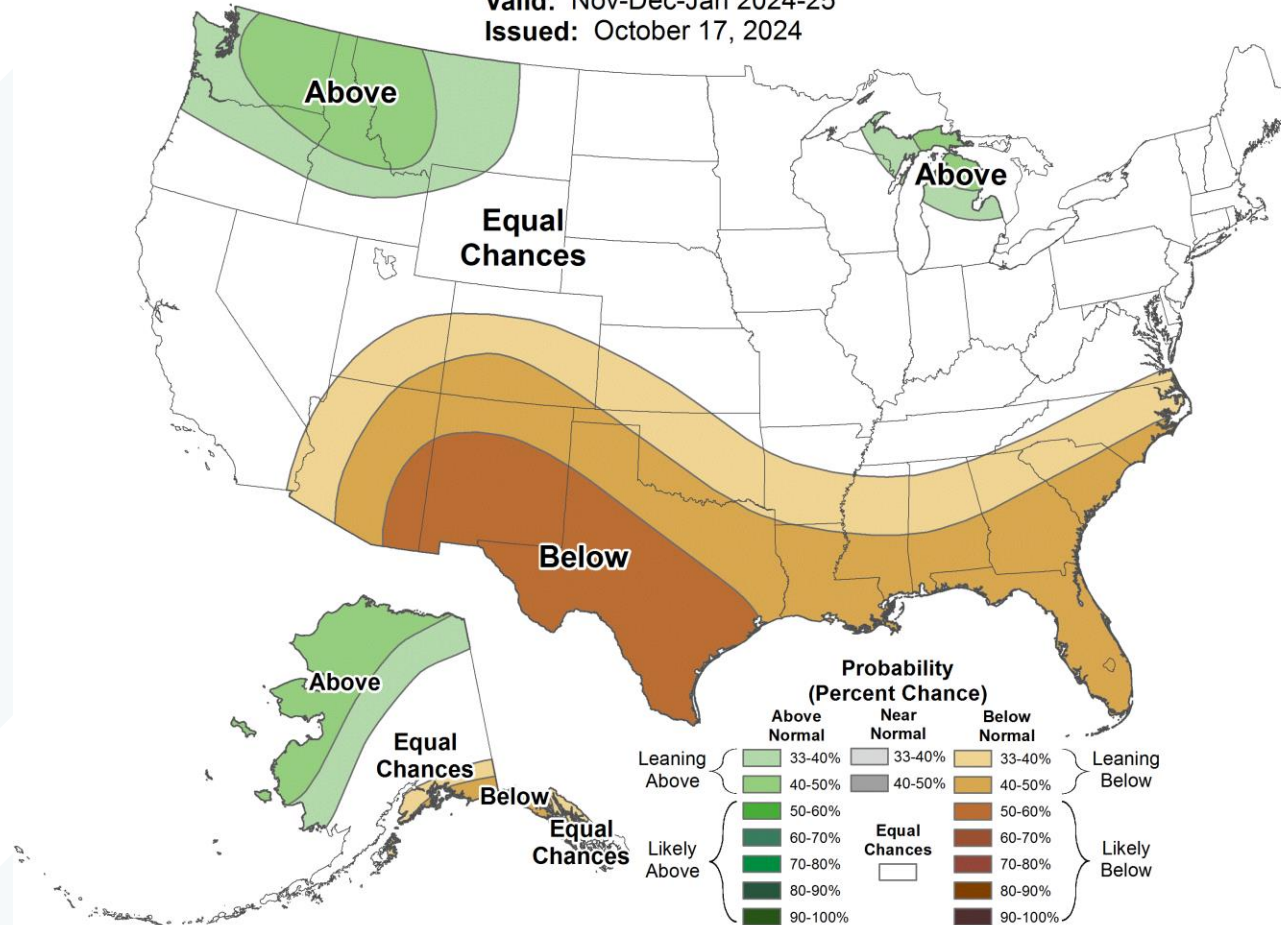 Valid: Nov-Dec-Jan 2024-25
Issued: October 17, 2024
Above
Above
Equal
Chances
Below
Above
Equal
Chances
Below
Equal
Chances
Probability
(Percent Chance)
Above
Normal
Near
Normal
Below
Normal
Leaning
Above
33-40%
33-40%
33-40%
Leaning
Below
40-50%
40-50%
40-50%
50-60%
50-60%
60-70%
Equal
Chances
60-70%
Likely
Above
70-80%
70-80%
Likely
Below
80-90%
80-90%
90-100%
90-100%